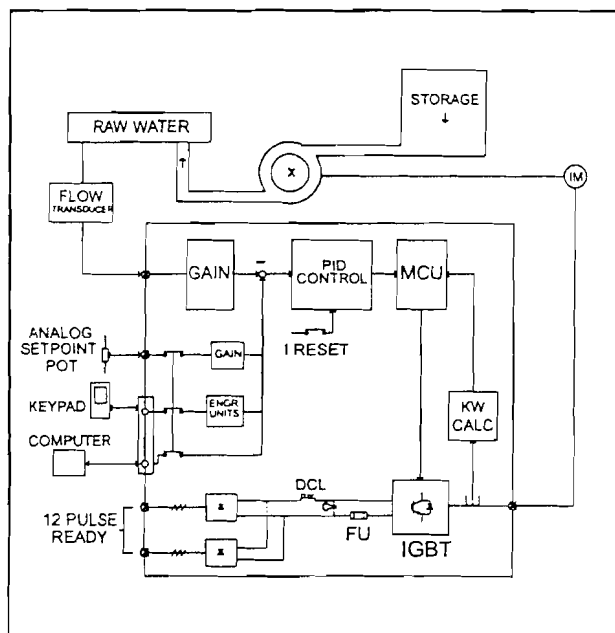 STORAGE
RAW WATER
X
IM
FLOW
TRANSDUCER
GAIN
PID
CONTROL
MCU
I RESET
ANALOG
SETPOINT
POT
GAIN
KEYPAD
ENGR
UNITS
COMPUTER
KW
CALC
DCL
12 PULSE
READY
FU
IGBT